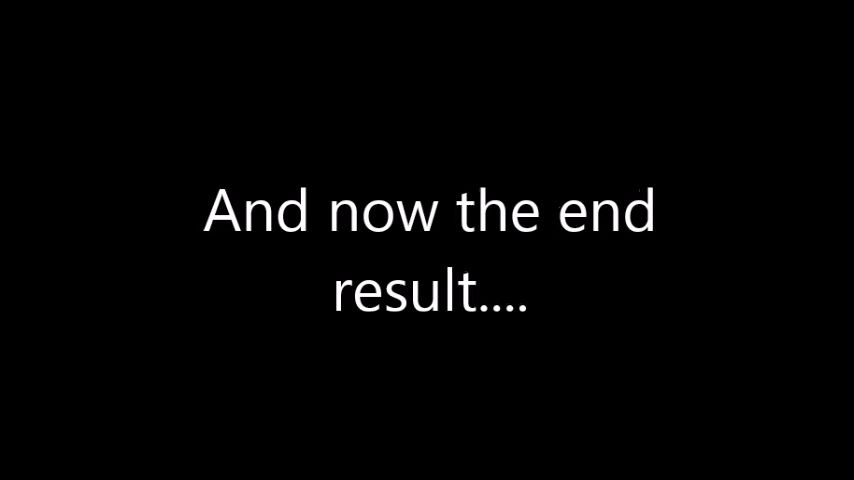 And now the end
result....